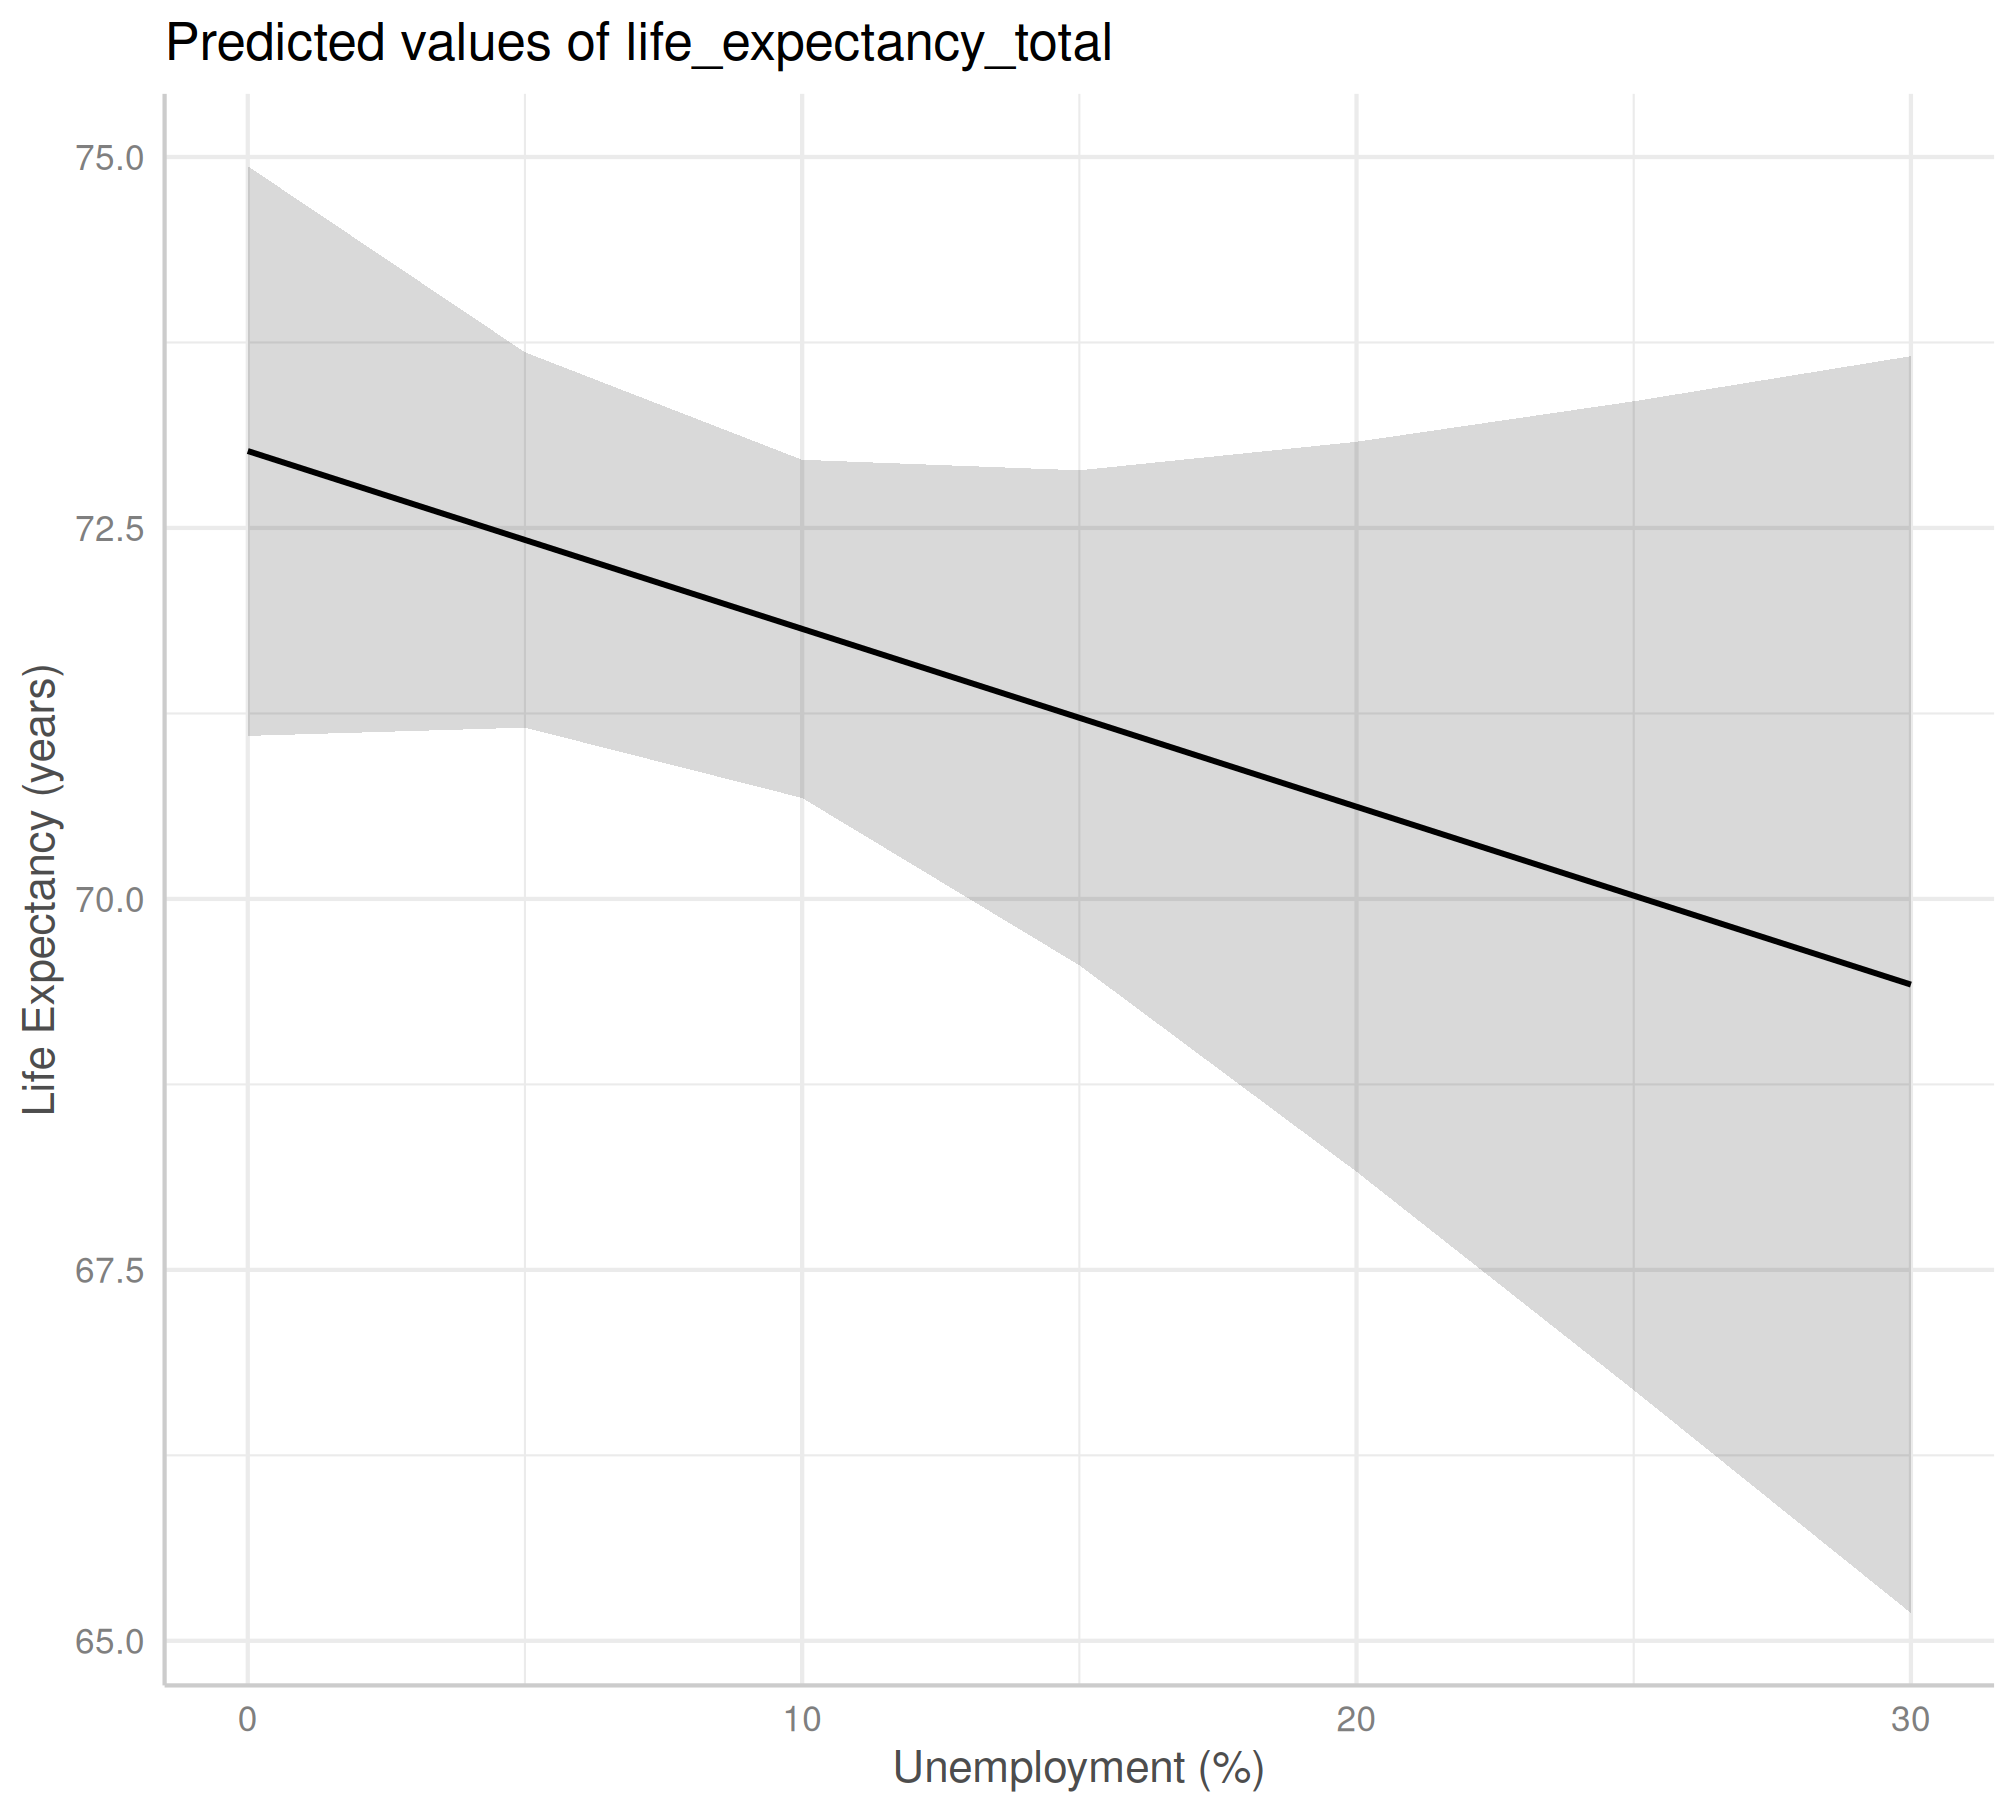 Predicted values of life_expectancy_total
Life Expectancy (years)
75.0
72.5
70.0
67.5
65.0
0 10 20 30
Unemployment (%)